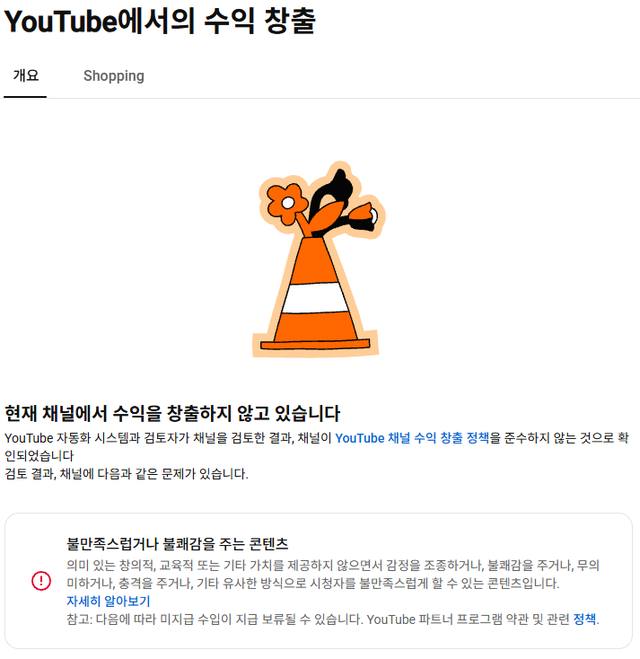 YouTube에서의 수익 창출
개요
Shopping
현재 채널에서 수익을 창출하지 않고 있습니다
YouTube 자동화 시스템과 검토자가 채널을 검토한 결과, 채널이 YouTube 채널 수익 창출 정책을 준수하지 않는 것으로 확
인되었습니다
검토 결과, 채널에 다음과 같은 문제가 있습니다.
불만족스럽거나 불쾌감을 주는 콘텐츠
의미 있는 창의적, 교육적 또는 기타 가치를 제공하지 않으면서 감정을 조종하거나, 불쾌감을 주거나, 무의
미하거나, 충격을 주거나, 기타 유사한 방식으로 시청자를 불만족스럽게 할 수 있는 콘텐츠입니다.
자세히 알아보기
참고: 다음에 따라 미지급 수입이 지급 보류될 수 있습니다. YouTube 파트너 프로그램 약관 및 관련 정책.